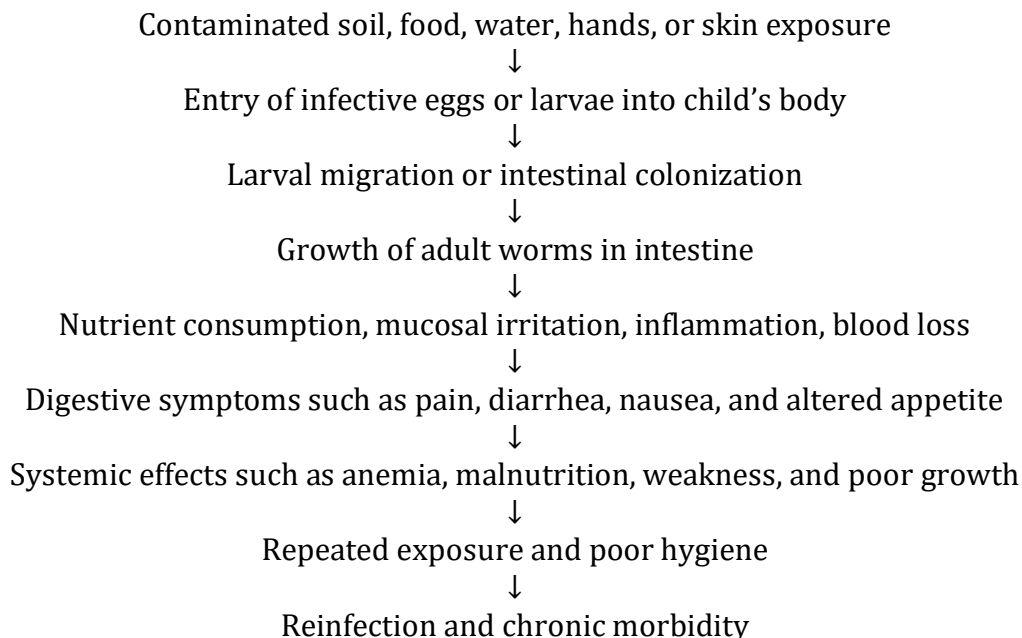 Contaminated soil, food, water, hands, or skin exposure
↓
Entry of infective eggs or larvae into child’s body
↓
Larval migration or intestinal colonization
↓
Growth of adult worms in intestine
↓
Nutrient consumption, mucosal irritation, inflammation, blood loss
↓
Digestive symptoms such as pain, diarrhea, nausea, and altered appetite
↓
Systemic effects such as anemia, malnutrition, weakness, and poor growth
↓
Repeated exposure and poor hygiene
↓
Reinfection and chronic morbidity